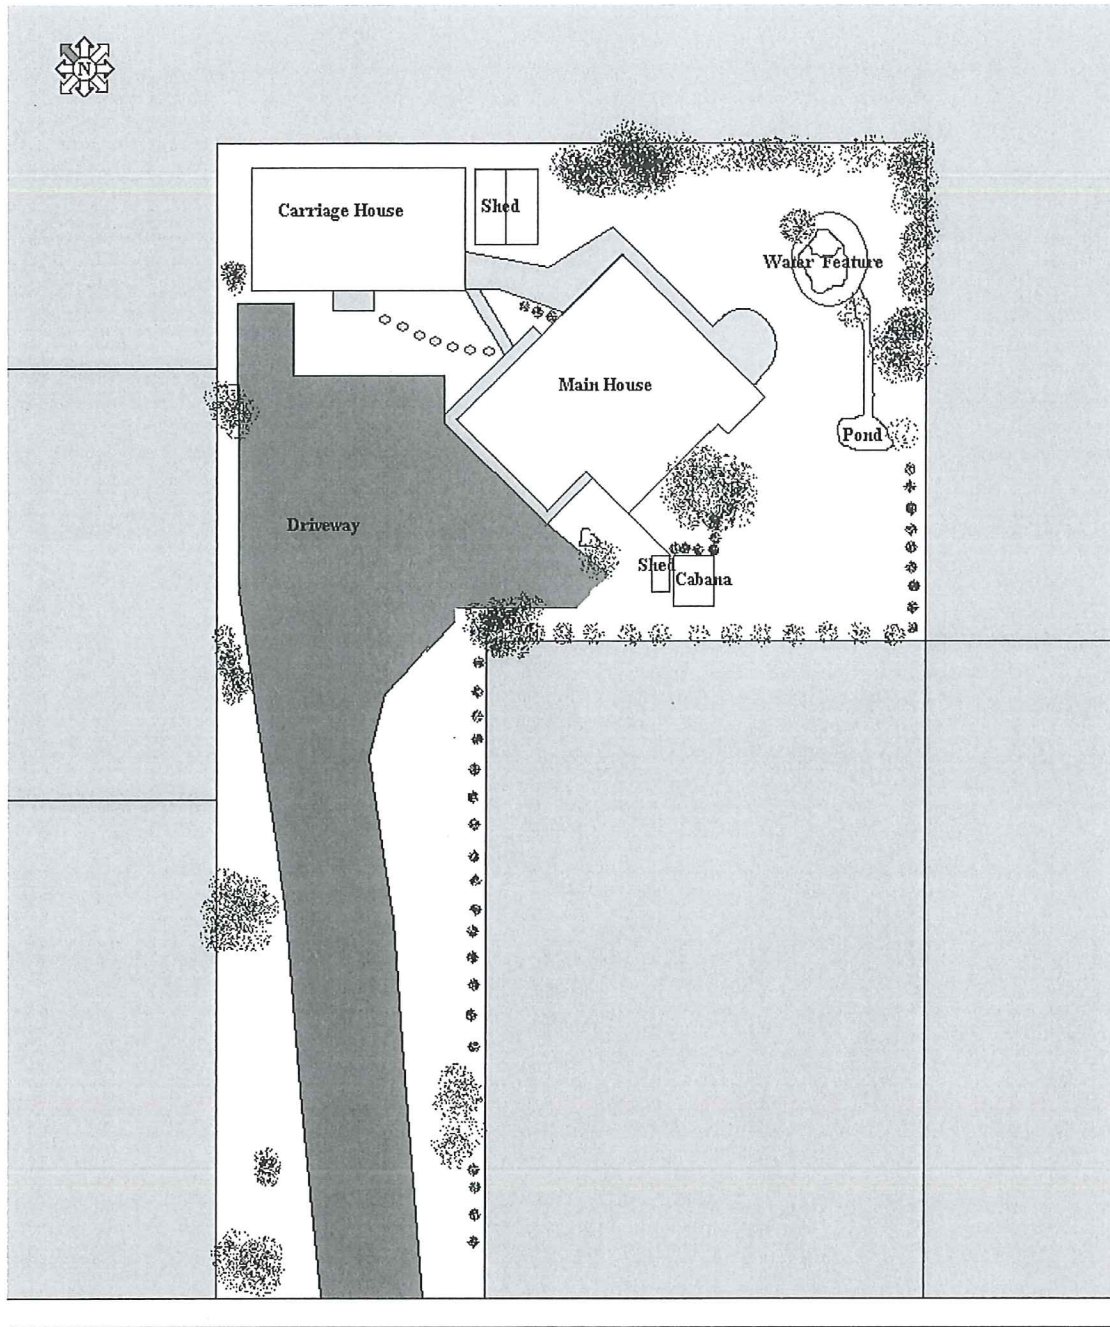 N
Carriage House
Shed
Water Feature
Main House
Pond
Driveway
Shed
Cabana